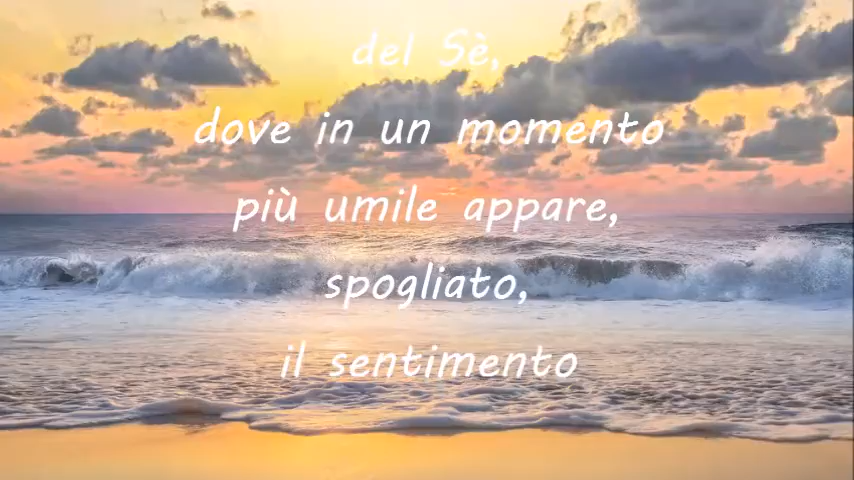 del Sè,
dove in un momento
più umile appare,
spogliato,
il sentimento